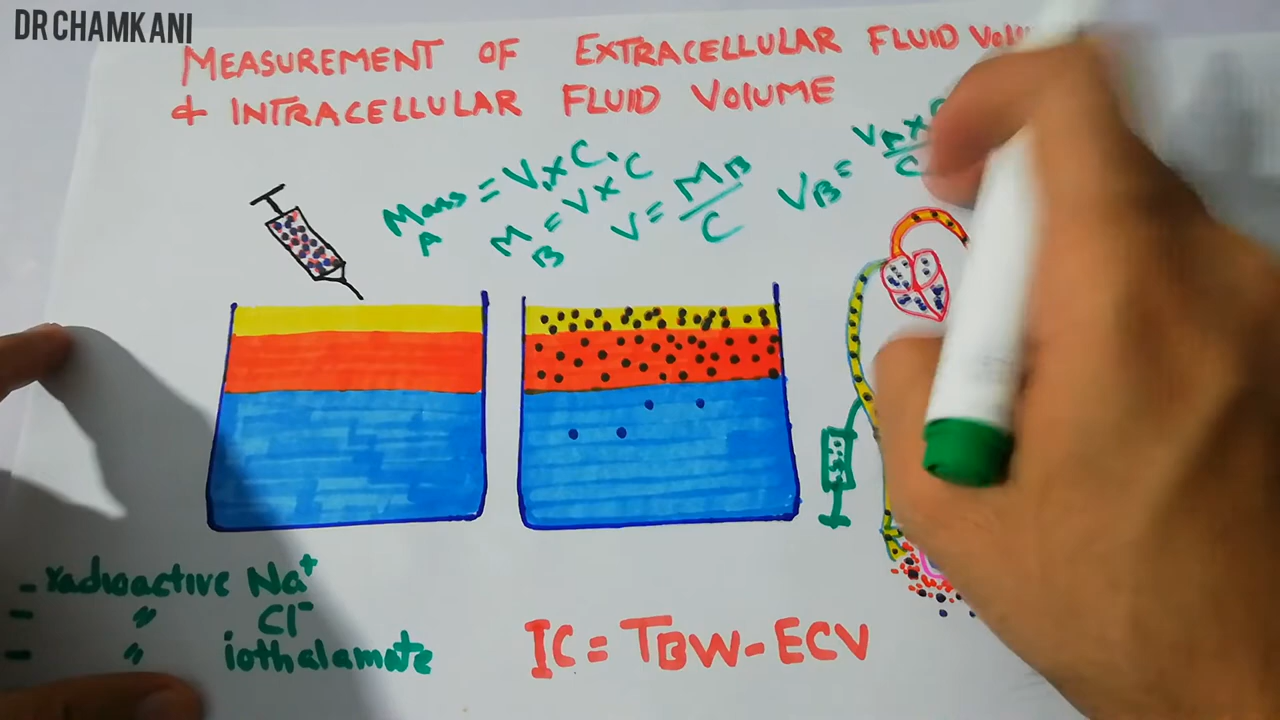 DR CHAMKANI
MEASUREMENT OF EXTRACELLULAR FLUID
& INTRACELLULAR FLUID VOLUME
Mass A = V × C.
M B = V × C
V = M B / C
V B =
- radioactive Na⁺
- " Cl⁻
- " iothalamate
IC = TBW - ECV